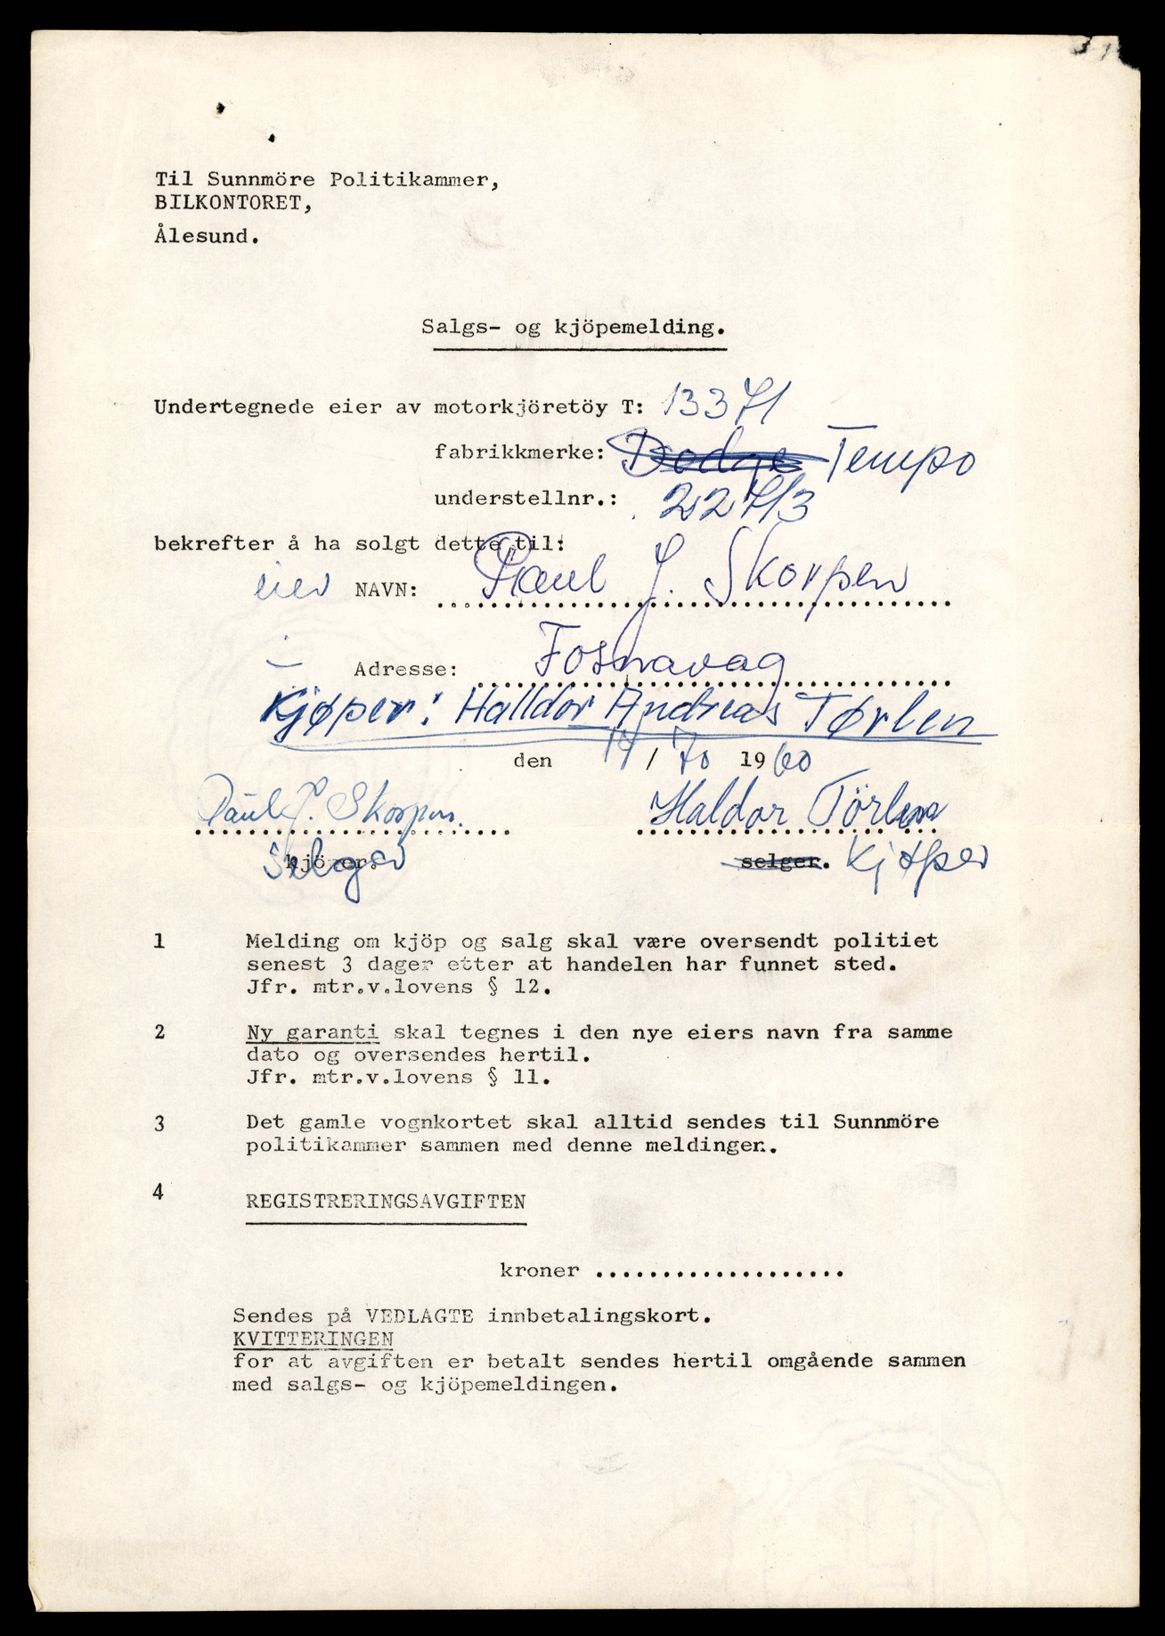 Til Sunnmöre Politikammer,
BILKONTORET,
Ålesund.
Salgs- og kjöpemelding.
Undertegnede eier av motorkjöretöy T: 13371
fabrikkmerke: Dodge Tempo
understellnr.: 22713
bekrefter å ha solgt dette til:
eier NAVN: Paul J. Skorpen
Adresse: Fosnavag
Kjøper: Halldor Andreas Tørlen
den 14 / 1960
Paul J. Skorpen. Haldor Törlen
kjöper. Selger selger. Kjøper
1 Melding om kjöp og salg skal være oversendt politiet
senest 3 dager etter at handelen har funnet sted.
Jfr. mtr.v.lovens § 12.
2 Ny garanti skal tegnes i den nye eiers navn fra samme
dato og oversendes hertil.
Jfr. mtr.v.lovens § 11.
3 Det gamle vognkortet skal alltid sendes til Sunnmöre
politikammer sammen med denne meldingen.
4 REGISTRERINGSAVGIFTEN
kroner ...................
Sendes på VEDLAGTE innbetalingskort.
KVITTERINGEN
for at avgiften er betalt sendes hertil omgående sammen
med salgs- og kjöpemeldingen.